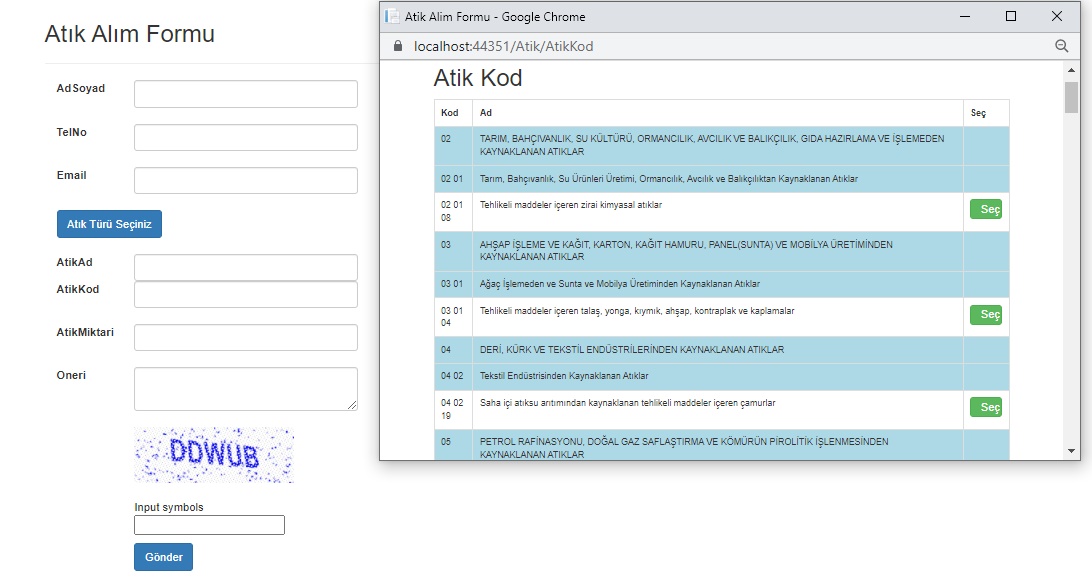 Atık Alım Formu
AdSoyad
TelNo
Email
Atık Türü Seçiniz
AtikAd
AtikKod
AtikMiktari
Oneri
DDWUB
Input symbols
Gönder
Atik Alim Formu - Google Chrome
localhost:44351/Atik/AtikKod
Atik Kod
Kod Ad Seç
02 TARIM, BAHÇIVANLIK, SU KÜLTÜRÜ, ORMANCILIK, AVCILIK VE BALIKÇILIK, GIDA HAZIRLAMA VE İŞLEMEDEN
KAYNAKLANAN ATIKLAR
02 01 Tarım, Bahçıvanlık, Su Ürünleri Üretimi, Ormancılık, Avcılık ve Balıkçılıktan Kaynaklanan Atıklar
02 01 Tehlikeli maddeler içeren zirai kimyasal atıklar Seç
08
03 AHŞAP İŞLEME VE KAĞIT, KARTON, KAĞIT HAMURU, PANEL(SUNTA) VE MOBİLYA ÜRETİMİNDEN
KAYNAKLANAN ATIKLAR
03 01 Ağaç İşlemeden ve Sunta ve Mobilya Üretiminden Kaynaklanan Atıklar
03 01 Tehlikeli maddeler içeren talaş, yonga, kıymık, ahşap, kontraplak ve kaplamalar Seç
04
04 DERİ, KÜRK VE TEKSTİL ENDÜSTRİLERİNDEN KAYNAKLANAN ATIKLAR
04 02 Tekstil Endüstrisinden Kaynaklanan Atıklar
04 02 Saha içi atıksu arıtımından kaynaklanan tehlikeli maddeler içeren çamurlar Seç
19
05 PETROL RAFİNASYONU, DOĞAL GAZ SAFLAŞTIRMA VE KÖMÜRÜN PİROLİTİK İŞLENMESİNDEN
KAYNAKLANAN ATIKLAR